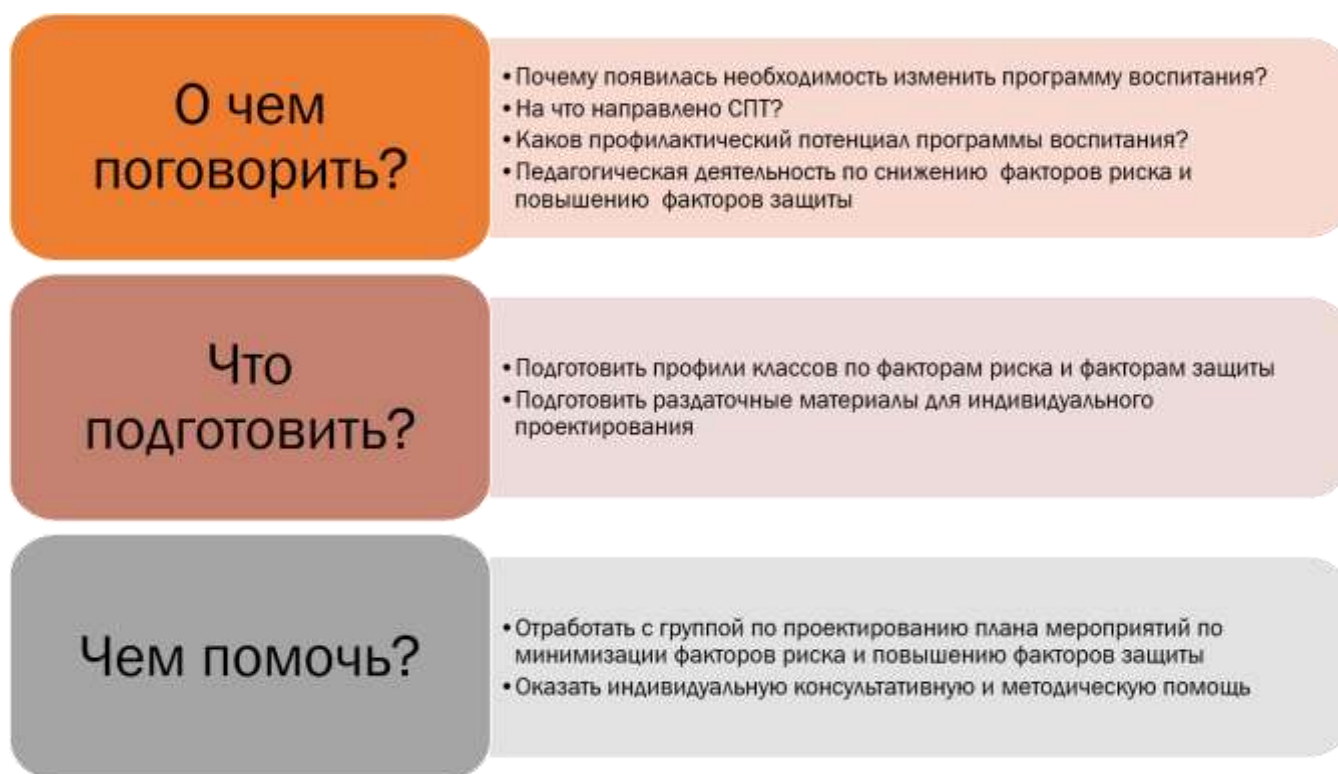 О чем
поговорить?
• Почему появилась необходимость изменить программу воспитания?
• На что направлено СПТ?
• Каков профилактический потенциал программы воспитания?
• Педагогическая деятельность по снижению факторов риска и
повышению факторов защиты
Что
подготовить?
• Подготовить профили классов по факторам риска и факторам защиты
• Подготовить раздаточные материалы для индивидуального
проектирования
Чем помочь?
• Отработать с группой по проектированию плана мероприятий по
минимизации факторов риска и повышению факторов защиты
• Оказать индивидуальную консультативную и методическую помощь